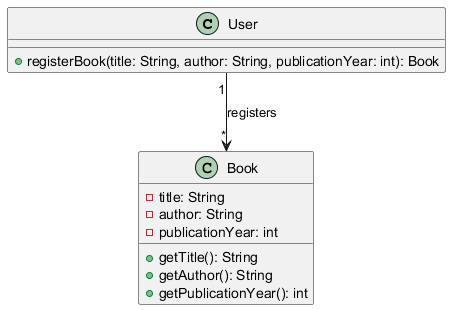 C User
registerBook(title: String, author: String, publicationYear: int): Book
1
registers
*
C Book
title: String
author: String
publicationYear: int
getTitle(): String
getAuthor(): String
getPublicationYear(): int